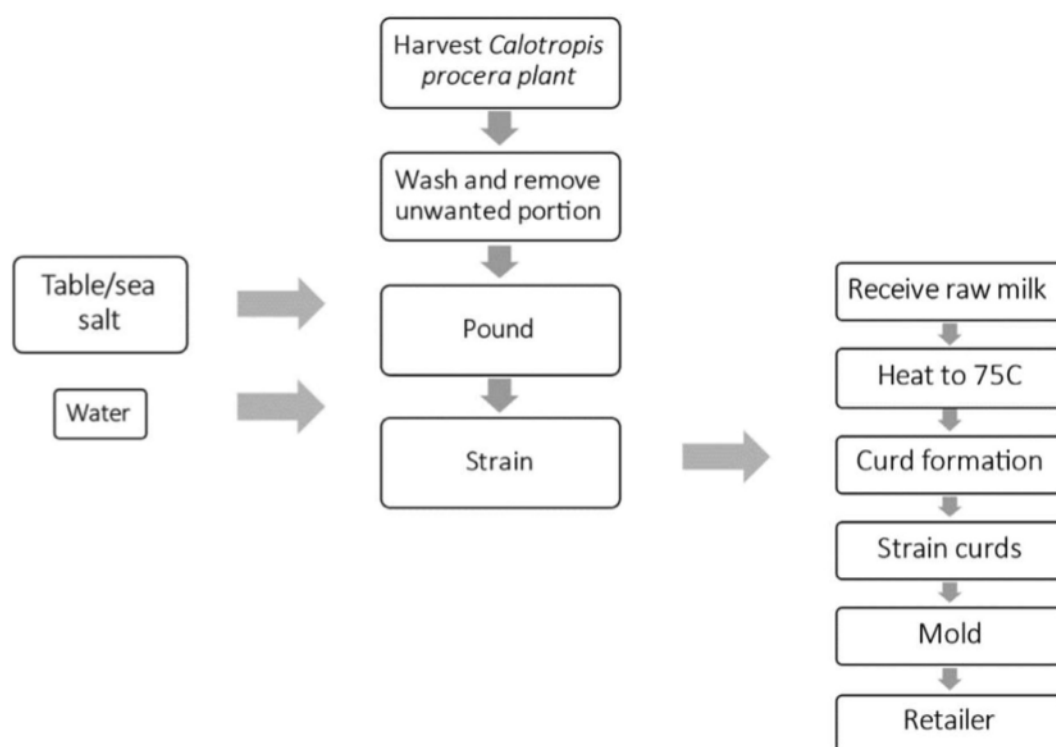 Harvest Calotropis
procera plant
Wash and remove
unwanted portion
Table/sea
salt
Pound
Water
Strain
Receive raw milk
Heat to 75C
Curd formation
Strain curds
Mold
Retailer